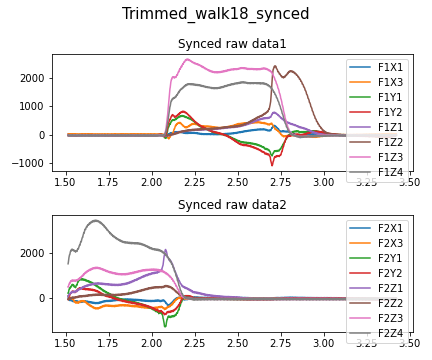 Trimmed_walk18_synced
Synced raw data1
2000
1000
0
−1000
F1X1
F1X3
F1Y1
F1Y2
F1Z1
F1Z2
F1Z3
F1Z4
1.50 1.75 2.00 2.25 2.50 2.75 3.00 3.25 3.50
Synced raw data2
2000
0
F2X1
F2X3
F2Y1
F2Y2
F2Z1
F2Z2
F2Z3
F2Z4
1.50 1.75 2.00 2.25 2.50 2.75 3.00 3.25 3.50